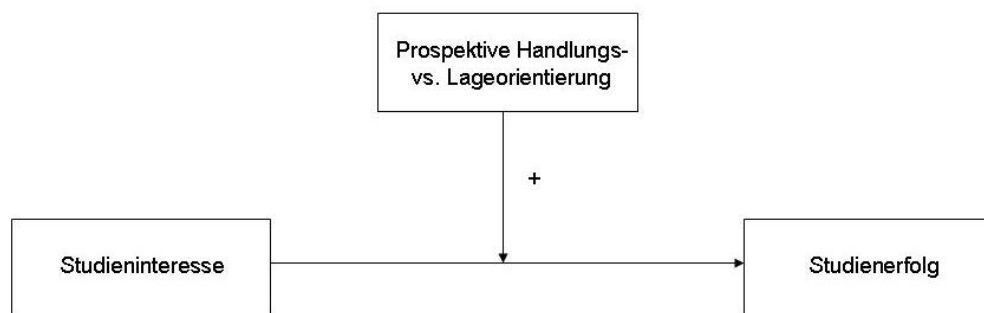 Prospektive Handlungs-
vs. Lageorientierung
+
Studieninteresse
Studienerfolg